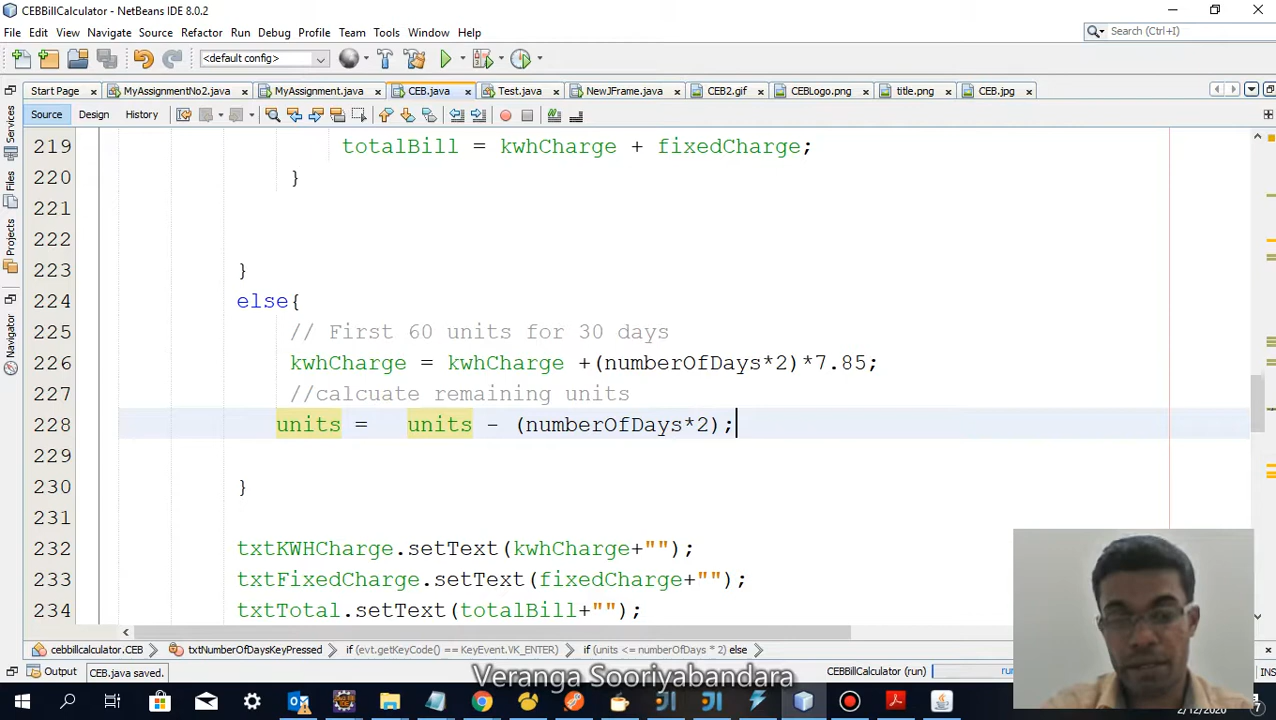 CEBBillCalculator - NetBeans IDE 8.0.2
File Edit View Navigate Source Refactor Run Debug Profile Team Tools Window Help
Search (Ctrl+I)
<default config>
Start Page MyAssignmentNo2.java MyAssignment.java CEB.java Test.java NewJFrame.java CEB2.gif CEBLogo.png title.png CEB.jpg
Source Design History
Services
Files
Projects
Navigator
219 totalBill = kwhCharge + fixedCharge;
220 }
221
222
223 }
224 else{
225 // First 60 units for 30 days
226 kwhCharge = kwhCharge +(numberOfDays*2)*7.85;
227 //calcuate remaining units
228 units = units - (numberOfDays*2);
229
230 }
231
232 txtKWHCharge.setText(kwhCharge+"");
233 txtFixedCharge.setText(fixedCharge+"");
234 txtTotal.setText(totalBill+"");
cebbillcalculator.CEB txtNumberOfDaysKeyPressed if (evt.getKeyCode() == KeyEvent.VK_ENTER) if (units <= numberOfDays * 2) else
Output CEB.java saved. CEBBillCalculator (run) INS
Veranga Sooriyabandara
2/12/2020